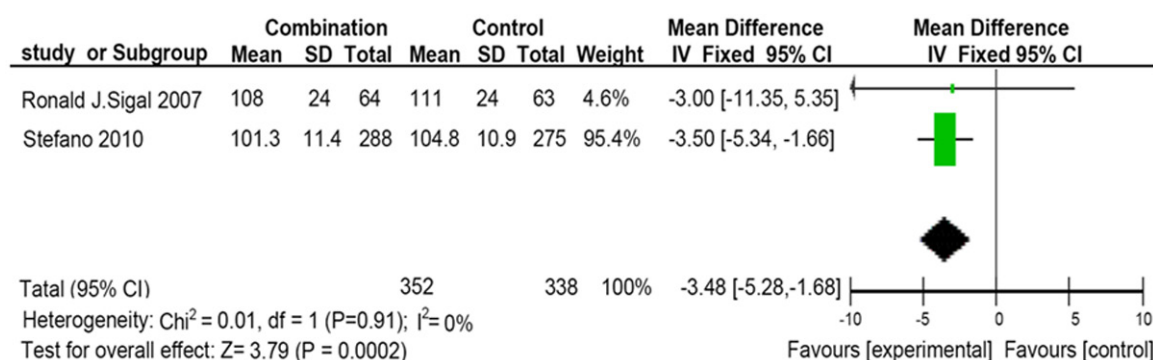 Combination Control Mean Difference Mean Difference
study or Subgroup Mean SD Total Mean SD Total Weight IV Fixed 95% CI IV Fixed 95% CI
Ronald J.Sigal 2007 108 24 64 111 24 63 4.6% -3.00 [-11.35, 5.35]
Stefano 2010 101.3 11.4 288 104.8 10.9 275 95.4% -3.50 [-5.34, -1.66]
Tatal (95% CI) 352 338 100% -3.48 [-5.28,-1.68]
Heterogeneity: Chi² = 0.01, df = 1 (P=0.91); I²= 0%
-10 -5 0 5 10
Test for overall effect: Z= 3.79 (P = 0.0002) Favours [experimental] Favours [control]